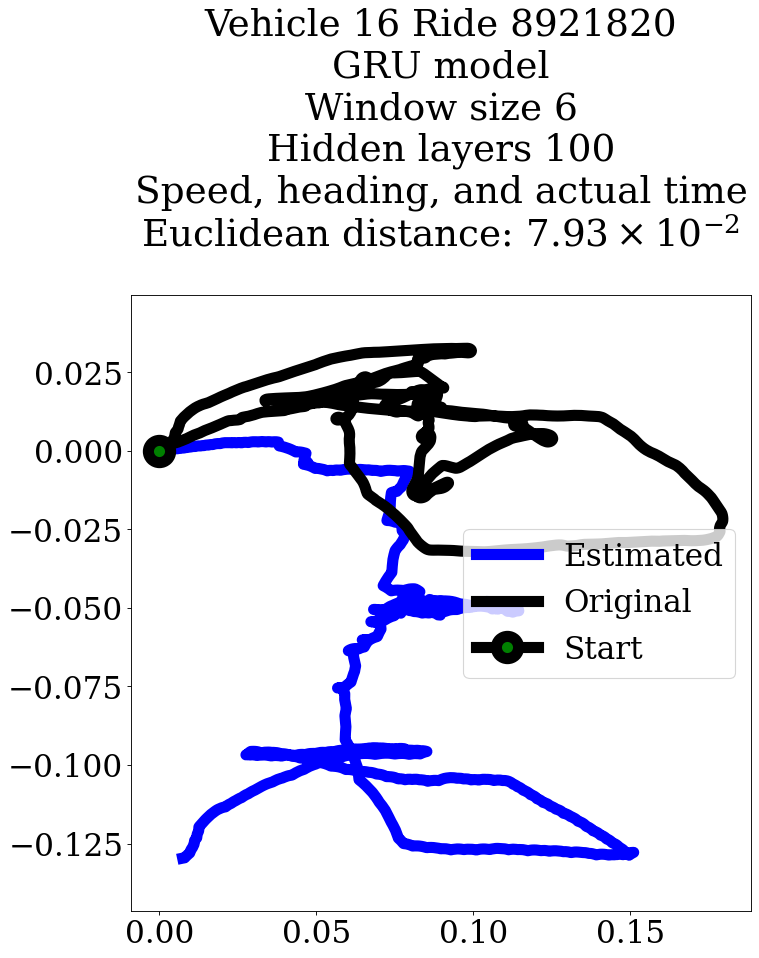 Vehicle 16 Ride 8921820
GRU model
Window size 6
Hidden layers 100
Speed, heading, and actual time
Euclidean distance: 7.93 × 10⁻²
0.025
0.000
−0.025
−0.050
−0.075
−0.100
−0.125
Estimated
Original
Start
0.00 0.05 0.10 0.15